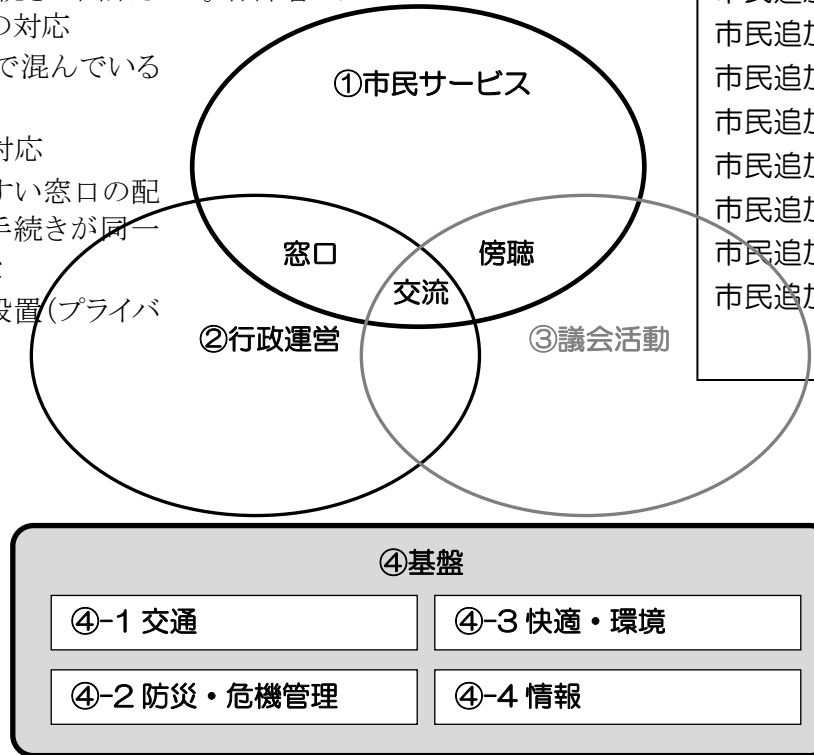 の対応
で混んでいる
対応
すい窓口の配
手続きが同一
設置(プライバ
①市民サービス
窓口
傍聴
交流
②行政運営
③議会活動
市民追加
市民追加
市民追加
市民追加
市民追加
市民追加
市民追加
④基盤
④-1 交通
④-3 快適・環境
④-2 防災・危機管理
④-4 情報